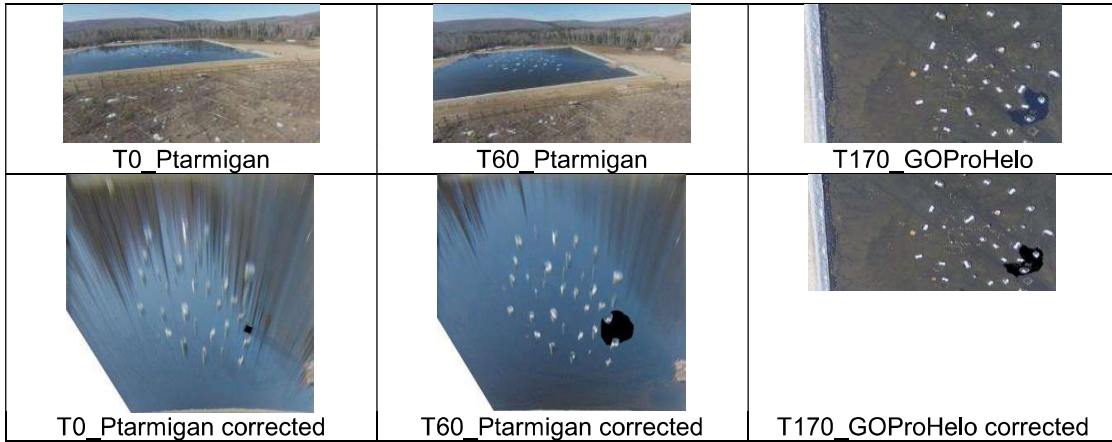 T0_Ptarmigan
T60_Ptarmigan
T170_GOProHelo
T0_Ptarmigan corrected
T60_Ptarmigan corrected
T170_GOProHelo corrected